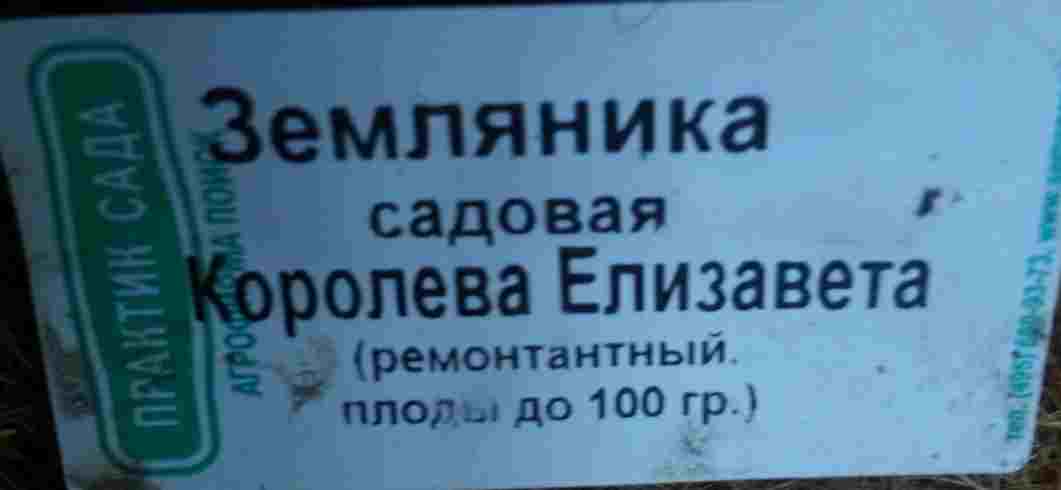 ПРАКТИК САДА
Земляника
садовая
Королева Елизавета
(ремонтантный.
плоды до 100 гр.)